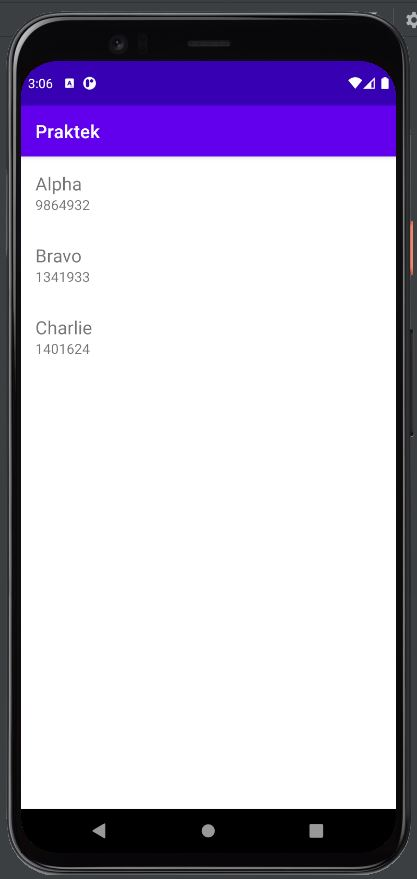 3:06
Praktek
Alpha
9864932
Bravo
1341933
Charlie
1401624